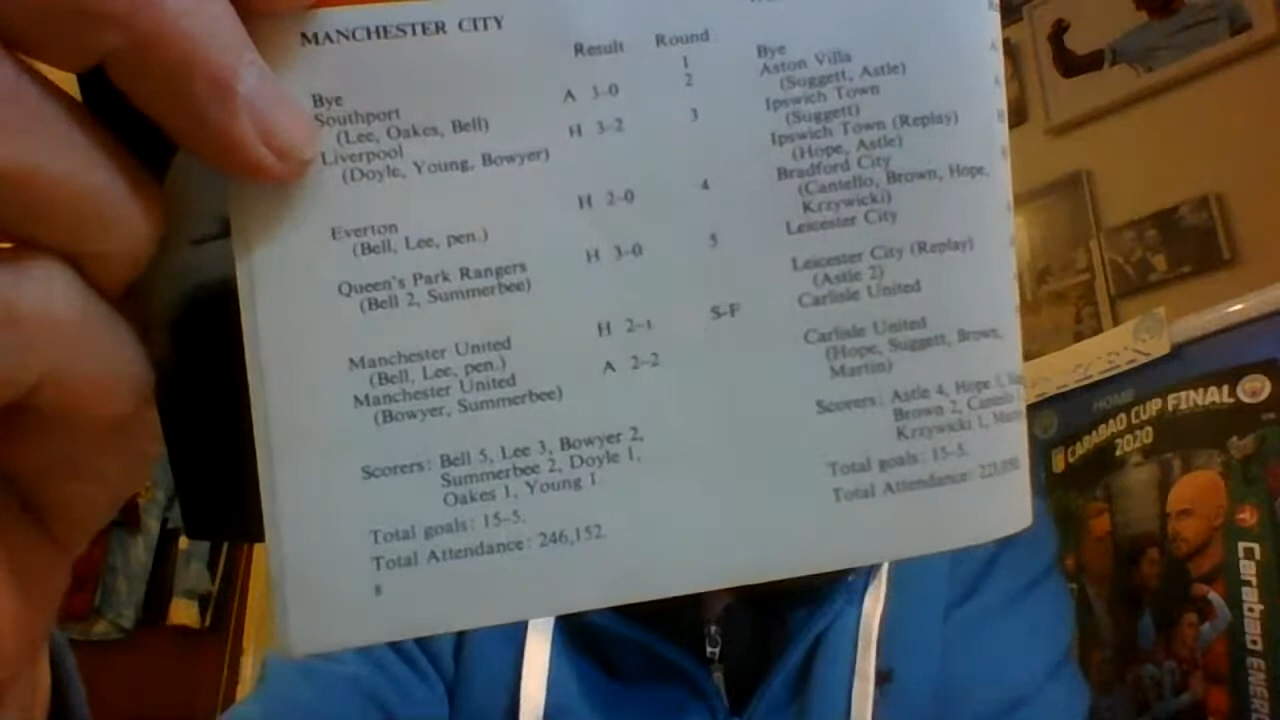 MANCHESTER CITY
Result Round
Bye 1 Bye
Southport A 3-0 2 Aston Villa
(Lee, Oakes, Bell) (Suggett, Astle)
Liverpool H 3-2 3 Ipswich Town
(Doyle, Young, Bowyer) (Suggett)
Ipswich Town (Replay)
(Hope, Astle)
Everton H 2-0 4 Bradford City
(Bell, Lee, pen.) (Cantello, Brown, Hope,
Krzywicki)
Queen's Park Rangers H 3-0 5 Leicester City
(Bell 2, Summerbee)
Leicester City (Replay)
(Astle 2)
Manchester United H 2-1 S-F Carlisle United
(Bell, Lee, pen.)
Manchester United A 2-2 Carlisle United
(Bowyer, Summerbee) (Hope, Suggett, Brown,
Martin)
Scorers: Bell 5, Lee 3, Bowyer 2, Scorers: Astle 4, Hope
Summerbee 2, Doyle 1, Brown 2,
Oakes 1, Young 1. Krzywicki 1,
Total goals: 15-5. Total goals: 15-5.
Total Attendance: 246,152. Total Attendance:
8
HOME
CARABAO CUP FINAL
2020
Carabao